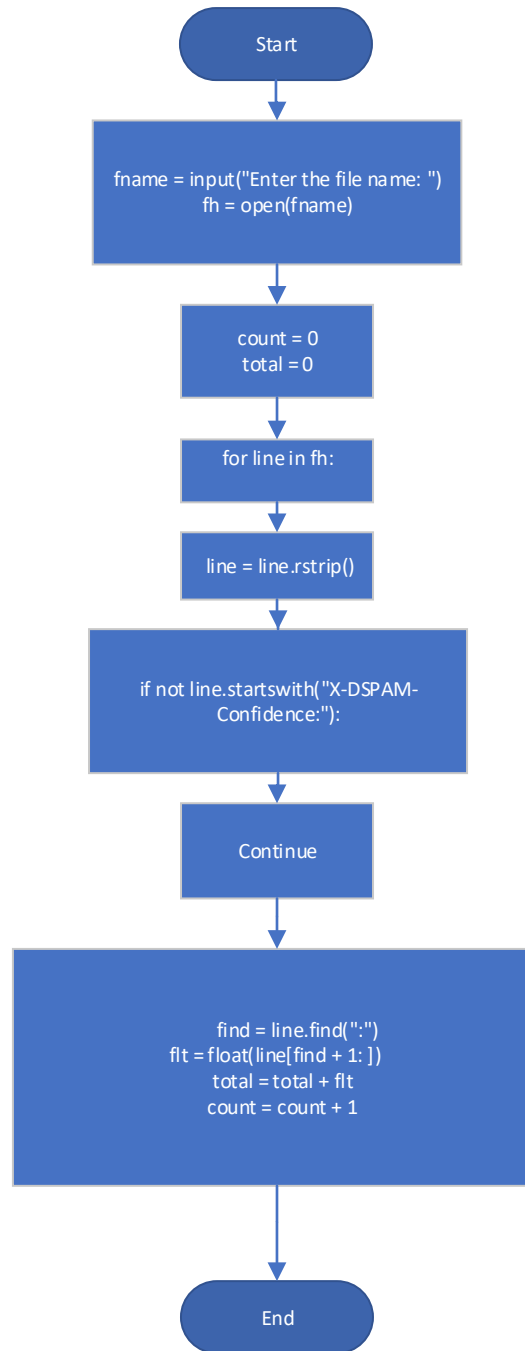 Start
fname = input("Enter the file name: ")
fh = open(fname)
count = 0
total = 0
for line in fh:
line = line.rstrip()
if not line.startswith("X-DSPAM-
Confidence:"):
Continue
find = line.find(":")
flt = float(line[find + 1: ])
total = total + flt
count = count + 1
End